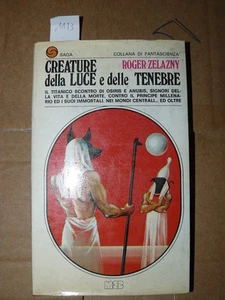 1113
SAGA
COLLANA DI FANTASCIENZA
ROGER ZELAZNY
CREATURE
della LUCE e delle TENEBRE
IL TITANICO SCONTRO DI OSIRIS E ANUBIS, SIGNORI DEL-
LA VITA E DELLA MORTE, CONTRO IL PRINCIPE MILLENA-
RIO ED I SUOI IMMORTALI, NEI MONDI CENTRALI... ED OLTRE
MEB